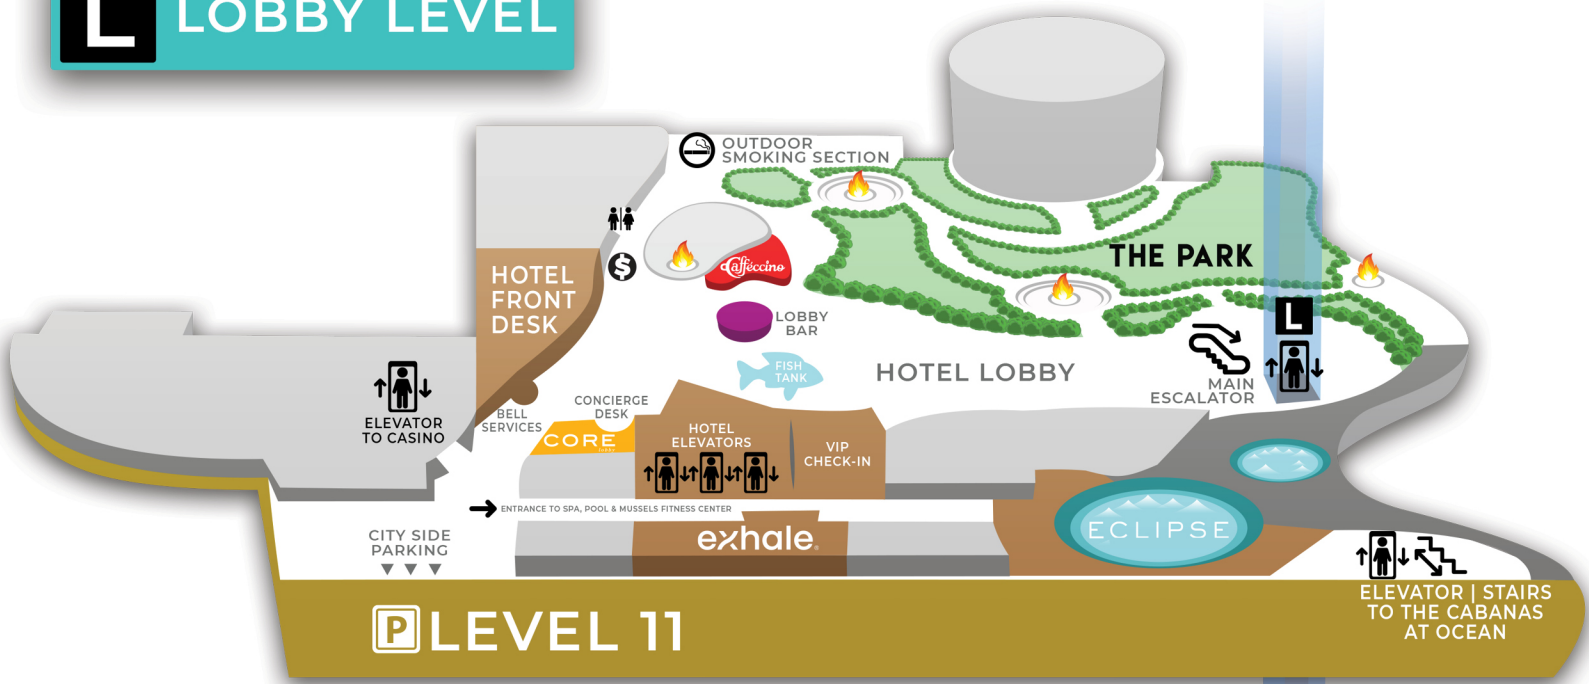 L LOBBY LEVEL
OUTDOOR
SMOKING SECTION
$
HOTEL
FRONT
DESK
Cafféccino
THE PARK
LOBBY
BAR
L
FISH
TANK
HOTEL LOBBY
MAIN
ESCALATOR
ELEVATOR
TO CASINO
BELL
SERVICES
CONCIERGE
DESK
CORE
HOTEL
ELEVATORS
VIP
CHECK-IN
ENTRANCE TO SPA, POOL & MUSSELS FITNESS CENTER
ECLIPSE
exhale
CITY SIDE
PARKING
P LEVEL 11
ELEVATOR | STAIRS
TO THE CABANAS
AT OCEAN